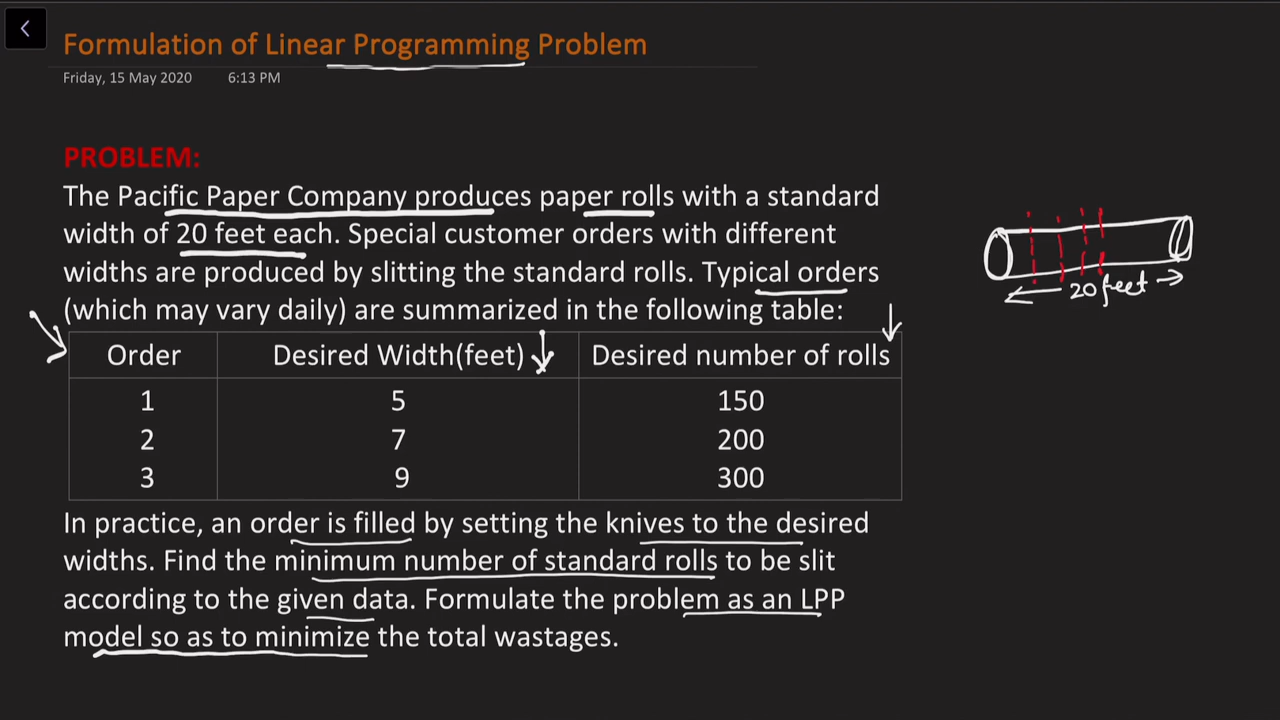 Formulation of Linear Programming Problem
Friday, 15 May 2020 6:13 PM
PROBLEM:
The Pacific Paper Company produces paper rolls with a standard
width of 20 feet each. Special customer orders with different
widths are produced by slitting the standard rolls. Typical orders
(which may vary daily) are summarized in the following table:
20 feet
Order Desired Width(feet) Desired number of rolls
1 5 150
2 7 200
3 9 300
In practice, an order is filled by setting the knives to the desired
widths. Find the minimum number of standard rolls to be slit
according to the given data. Formulate the problem as an LPP
model so as to minimize the total wastages.